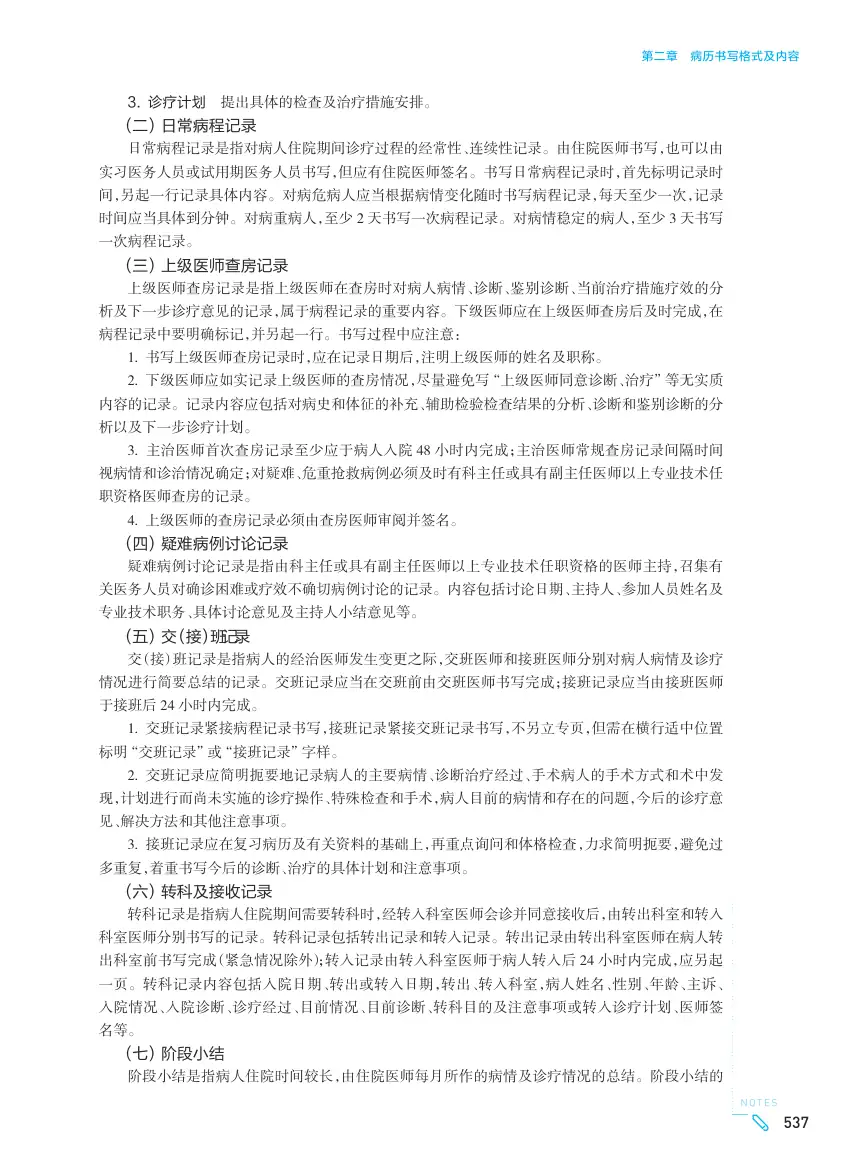 第二章 病历书写格式及内容
3. 诊疗计划 提出具体的检查及治疗措施安排。
（二）日常病程记录
日常病程记录是指对病人住院期间诊疗过程的经常性、连续性记录。由住院医师书写，也可以由
实习医务人员或试用期医务人员书写，但应有住院医师签名。书写日常病程记录时，首先标明记录时
间，另起一行记录具体内容。对病危病人应当根据病情变化随时书写病程记录，每天至少一次，记录
时间应当具体到分钟。对病重病人，至少 2 天书写一次病程记录。对病情稳定的病人，至少 3 天书写
一次病程记录。
（三）上级医师查房记录
上级医师查房记录是指上级医师在查房时对病人病情、诊断、鉴别诊断、当前治疗措施疗效的分
析及下一步诊疗意见的记录，属于病程记录的重要内容。下级医师应在上级医师查房后及时完成，在
病程记录中要明确标记，并另起一行。书写过程中应注意：
1. 书写上级医师查房记录时，应在记录日期后，注明上级医师的姓名及职称。
2. 下级医师应如实记录上级医师的查房情况，尽量避免写“上级医师同意诊断、治疗”等无实质
内容的记录。记录内容应包括对病史和体征的补充、辅助检验检查结果的分析、诊断和鉴别诊断的分
析以及下一步诊疗计划。
3. 主治医师首次查房记录至少应于病人入院 48 小时内完成；主治医师常规查房记录间隔时间
视病情和诊治情况确定；对疑难、危重抢救病例必须及时有科主任或具有副主任医师以上专业技术任
职资格医师查房的记录。
4. 上级医师的查房记录必须由查房医师审阅并签名。
（四）疑难病例讨论记录
疑难病例讨论记录是指由科主任或具有副主任医师以上专业技术任职资格的医师主持，召集有
关医务人员对确诊困难或疗效不确切病例讨论的记录。内容包括讨论日期、主持人、参加人员姓名及
专业技术职务、具体讨论意见及主持人小结意见等。
（五）交（接）班记录
交（接）班记录是指病人的经治医师发生变更之际，交班医师和接班医师分别对病人病情及诊疗
情况进行简要总结的记录。交班记录应当在交班前由交班医师书写完成；接班记录应当由接班医师
于接班后 24 小时内完成。
1. 交班记录紧接病程记录书写，接班记录紧接交班记录书写，不另立专页，但需在横行适中位置
标明“交班记录”或“接班记录”字样。
2. 交班记录应简明扼要地记录病人的主要病情、诊断治疗经过、手术病人的手术方式和术中发
现，计划进行而尚未实施的诊疗操作、特殊检查和手术，病人目前的病情和存在的问题，今后的诊疗意
见、解决方法和其他注意事项。
3. 接班记录应在复习病历及有关资料的基础上，再重点询问和体格检查，力求简明扼要，避免过
多重复，着重书写今后的诊断、治疗的具体计划和注意事项。
（六）转科及接收记录
转科记录是指病人住院期间需要转科时，经转入科室医师会诊并同意接收后，由转出科室和转入
科室医师分别书写的记录。转科记录包括转出记录和转入记录。转出记录由转出科室医师在病人转
出科室前书写完成（紧急情况除外）；转入记录由转入科室医师于病人转入后 24 小时内完成，应另起
一页。转科记录内容包括入院日期、转出或转入日期，转出、转入科室，病人姓名、性别、年龄、主诉、
入院情况、入院诊断、诊疗经过、目前情况、目前诊断、转科目的及注意事项或转入诊疗计划、医师签
名等。
（七）阶段小结
阶段小结是指病人住院时间较长，由住院医师每月所作的病情及诊疗情况的总结。阶段小结的
NOTES
537